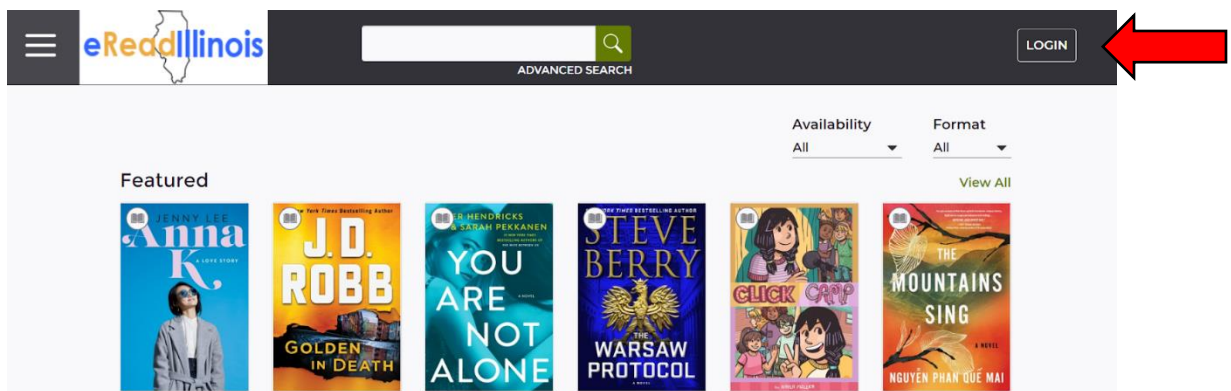 eReadIllinois
ADVANCED SEARCH
LOGIN
Availability
Format
All
All
Featured
View All
JENNY LEE
Anna
K
A LOVE STORY
New York Times Bestselling Author
J.D.
ROBB
GOLDEN
IN DEATH
ER HENDRICKS
& SARAH PEKKANEN
YOU
ARE
NOT
ALONE
A NOVEL
NEW YORK TIMES BESTSELLING AUTHOR
STEVE
BERRY
THE
WARSAW
PROTOCOL
A NOVEL
CLICK CAMP
THE
MOUNTAINS
SING
A NOVEL
NGUYỄN PHAN QUẾ MAI